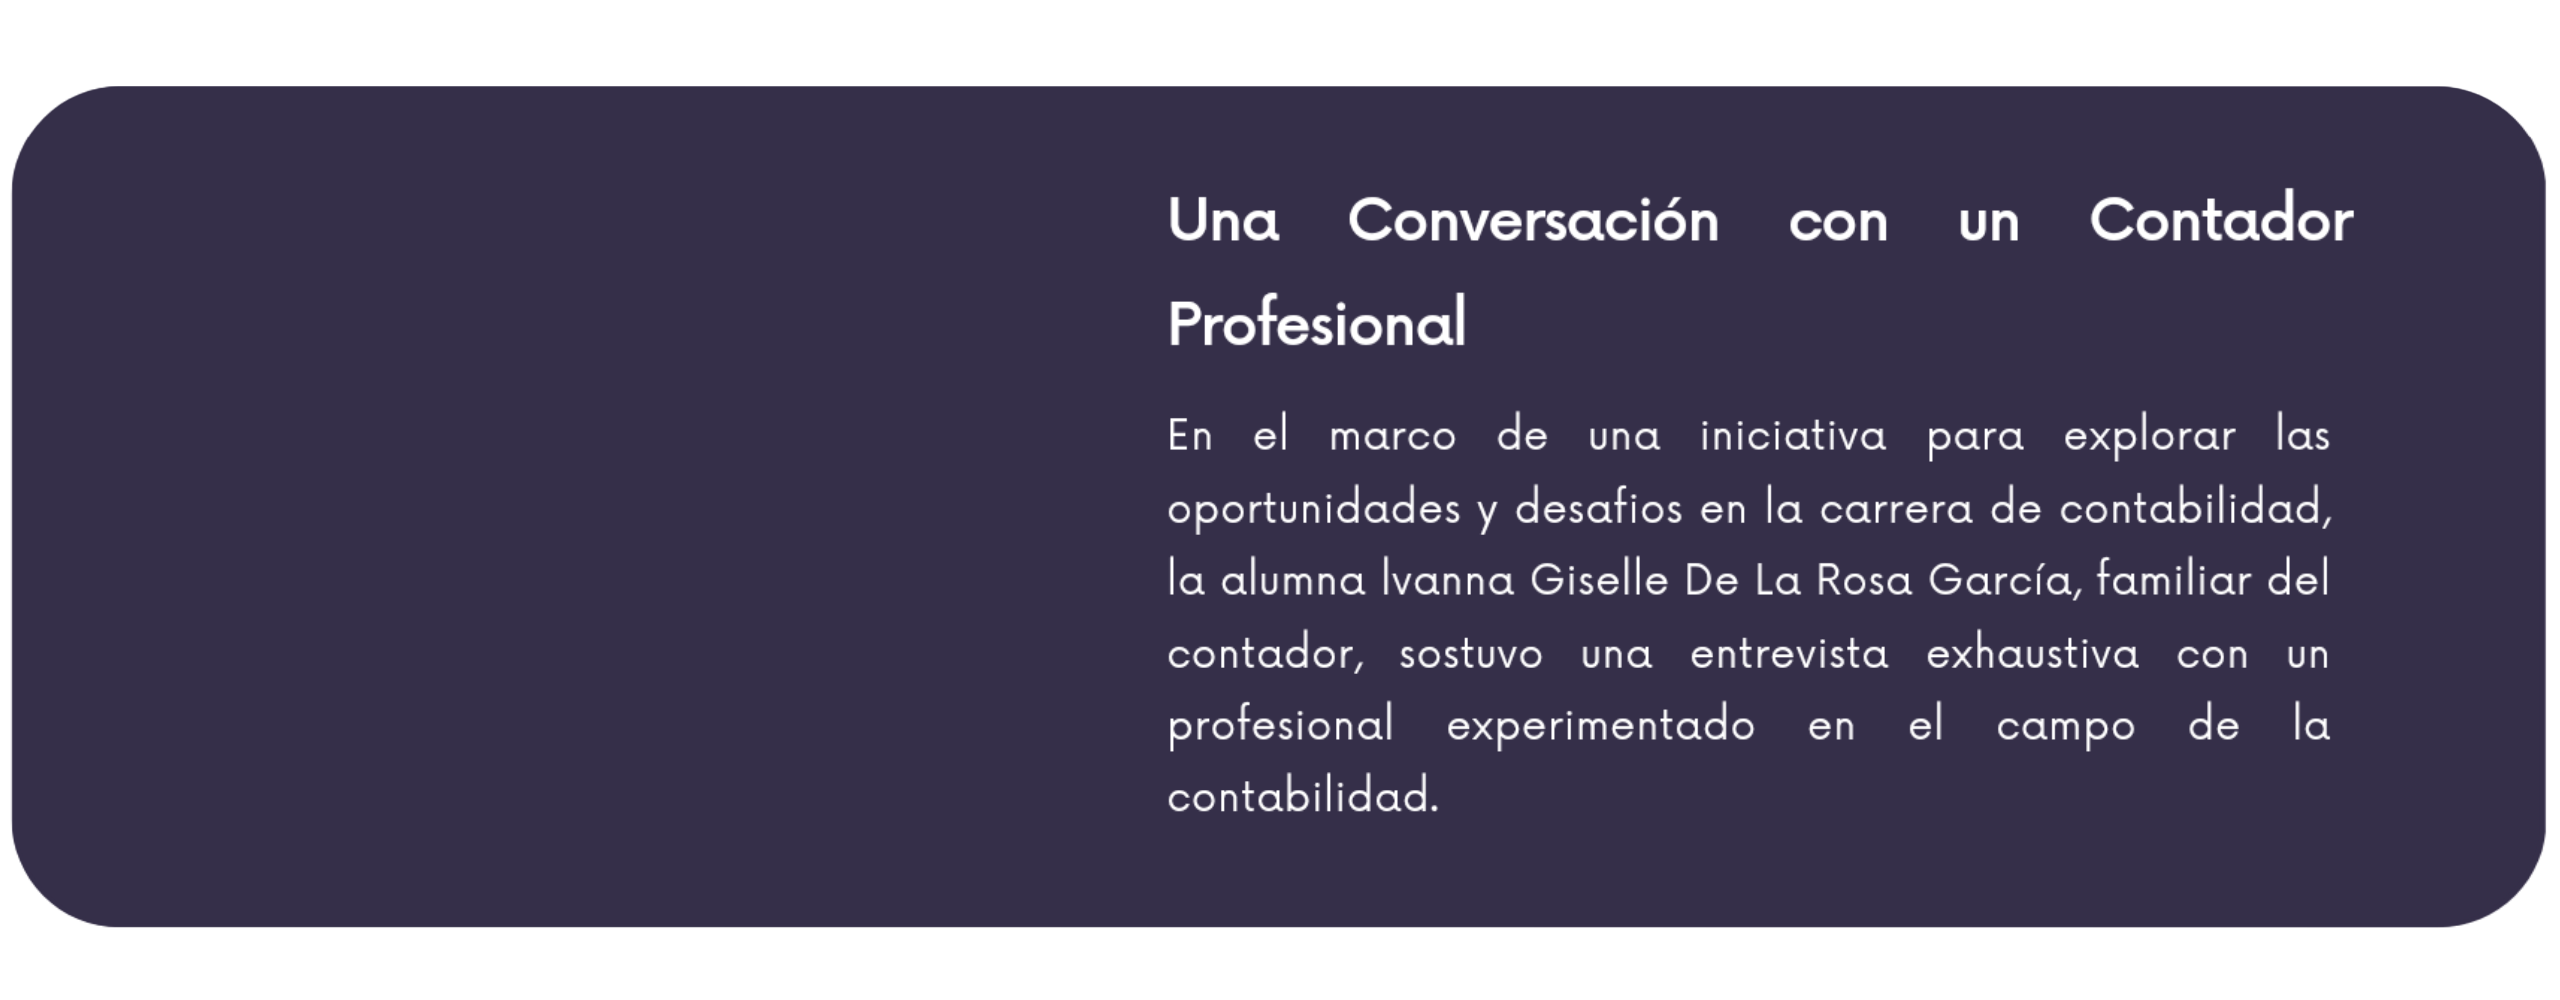 Una Conversación con un Contador
Profesional
En el marco de una iniciativa para explorar las
oportunidades y desafios en la carrera de contabilidad,
la alumna Ivanna Giselle De La Rosa García, familiar del
contador, sostuvo una entrevista exhaustiva con un
profesional experimentado en el campo de la
contabilidad.